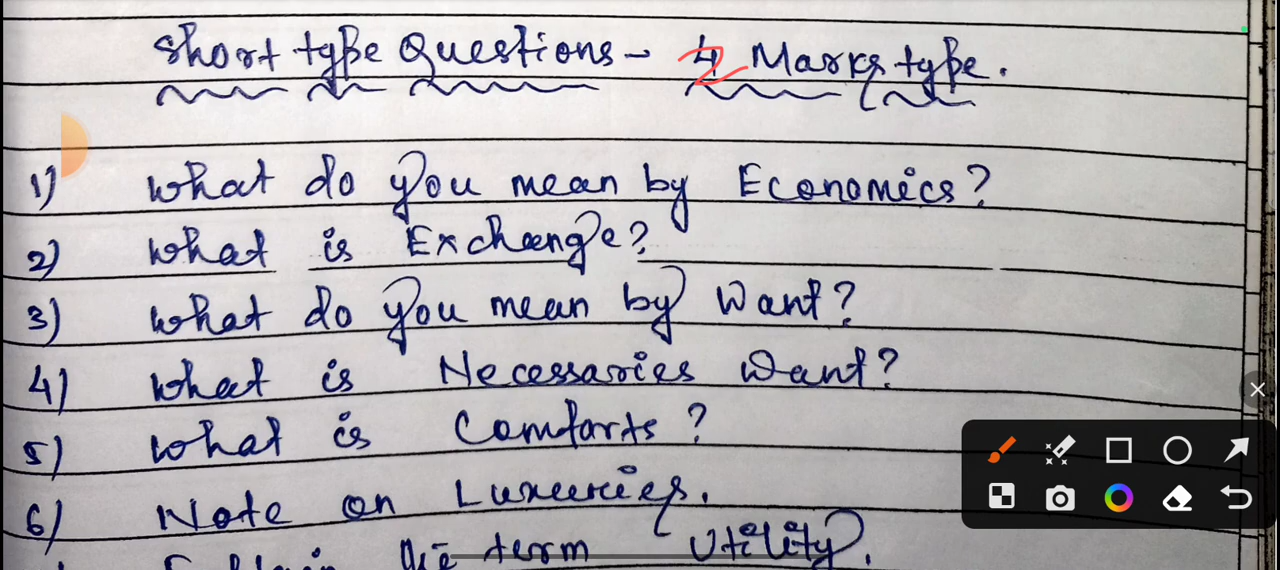 Short type Questions - 2 Marks type.
1) What do you mean by Economics?
2) What is Exchange?
3) What do you mean by Want?
4) What is Necessaries Want?
5) What is Comforts?
6) Note on Luxuries.
Explain the term Utility.